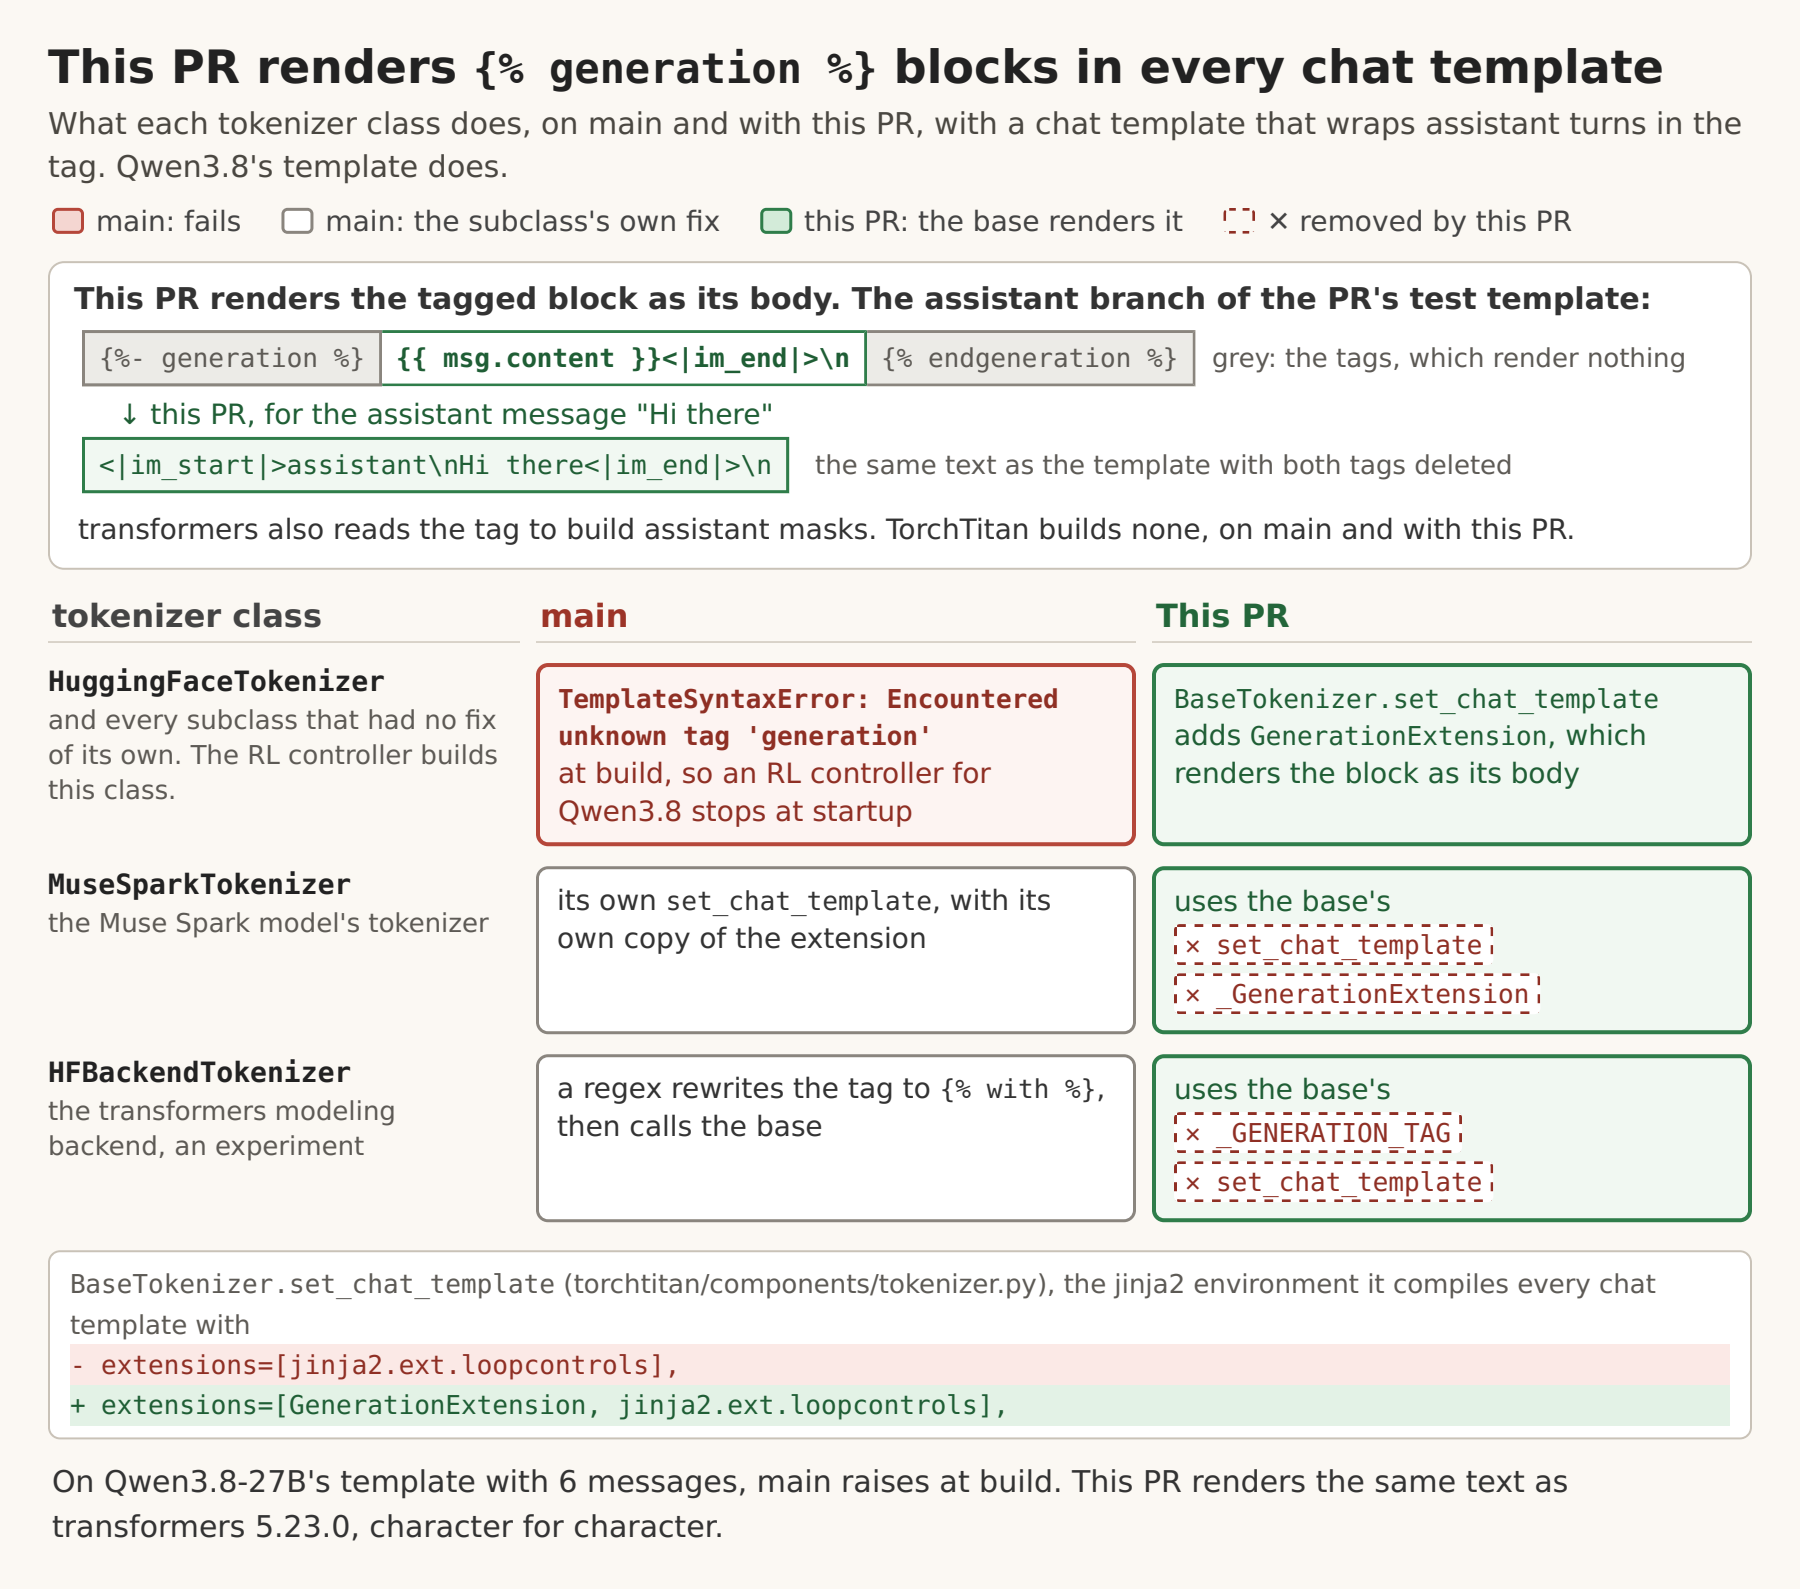 This PR renders {% generation %} blocks in every chat template
What each tokenizer class does, on main and with this PR, with a chat template that wraps assistant turns in the
tag. Qwen3.8's template does.
main: fails
main: the subclass's own fix
this PR: the base renders it
✕ removed by this PR
This PR renders the tagged block as its body. The assistant branch of the PR's test template:
{%- generation %} {{ msg.content }}<|im_end|>\n {% endgeneration %} grey: the tags, which render nothing
↓ this PR, for the assistant message "Hi there"
<|im_start|>assistant\nHi there<|im_end|>\n the same text as the template with both tags deleted
transformers also reads the tag to build assistant masks. TorchTitan builds none, on main and with this PR.
tokenizer class
main
This PR
HuggingFaceTokenizer
and every subclass that had no fix
of its own. The RL controller builds
this class.
TemplateSyntaxError: Encountered
unknown tag 'generation'
at build, so an RL controller for
Qwen3.8 stops at startup
BaseTokenizer.set_chat_template
adds GenerationExtension, which
renders the block as its body
MuseSparkTokenizer
the Muse Spark model's tokenizer
its own set_chat_template, with its
own copy of the extension
uses the base's
× set_chat_template
× _GenerationExtension
HFBackendTokenizer
the transformers modeling
backend, an experiment
a regex rewrites the tag to {% with %},
then calls the base
uses the base's
× _GENERATION_TAG
× set_chat_template
BaseTokenizer.set_chat_template (torchtitan/components/tokenizer.py), the jinja2 environment it compiles every chat
template with
- extensions=[jinja2.ext.loopcontrols],
+ extensions=[GenerationExtension, jinja2.ext.loopcontrols],
On Qwen3.8-27B's template with 6 messages, main raises at build. This PR renders the same text as
transformers 5.23.0, character for character.